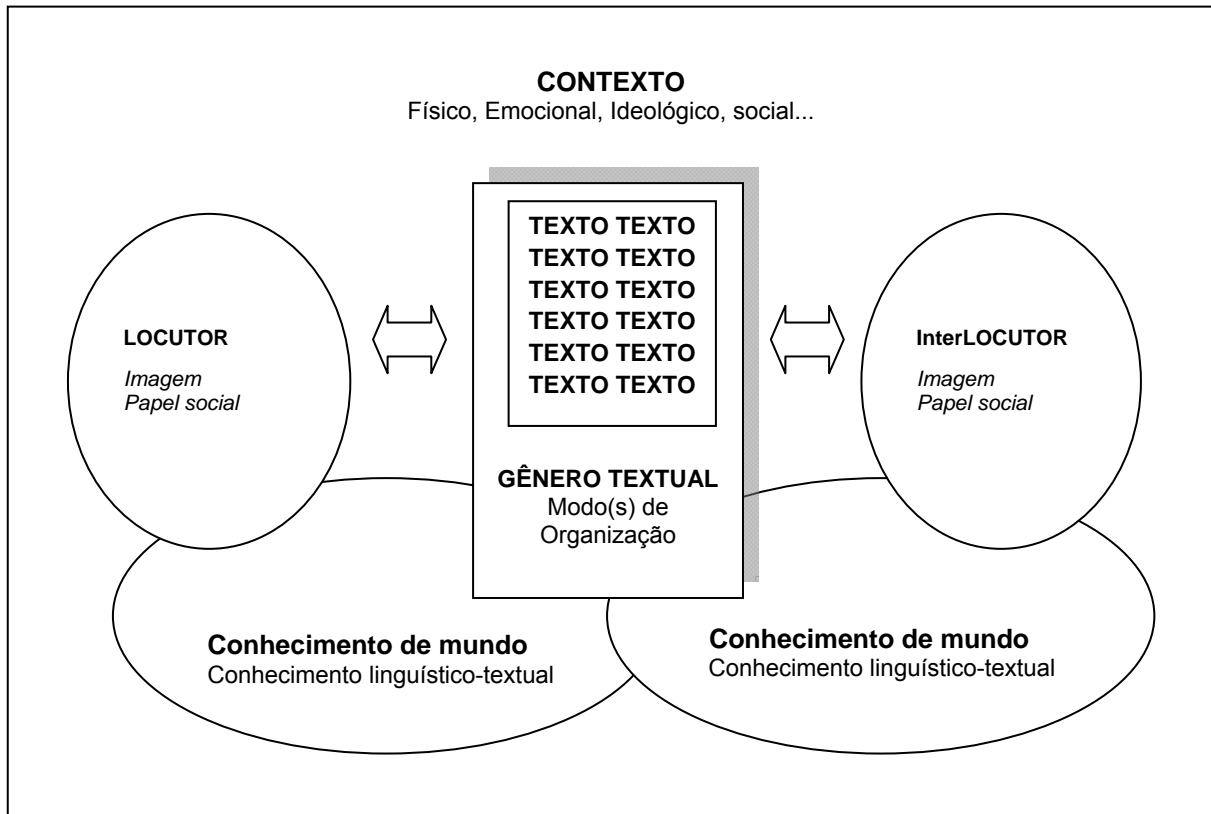 CONTEXTO
Físico, Emocional, Ideológico, social...
TEXTO TEXTO
TEXTO TEXTO
TEXTO TEXTO
TEXTO TEXTO
TEXTO TEXTO
TEXTO TEXTO
LOCUTOR
Imagem
Papel social
InterLOCUTOR
Imagem
Papel social
GÊNERO TEXTUAL
Modo(s) de
Organização
Conhecimento de mundo
Conhecimento linguístico-textual
Conhecimento de mundo
Conhecimento linguístico-textual